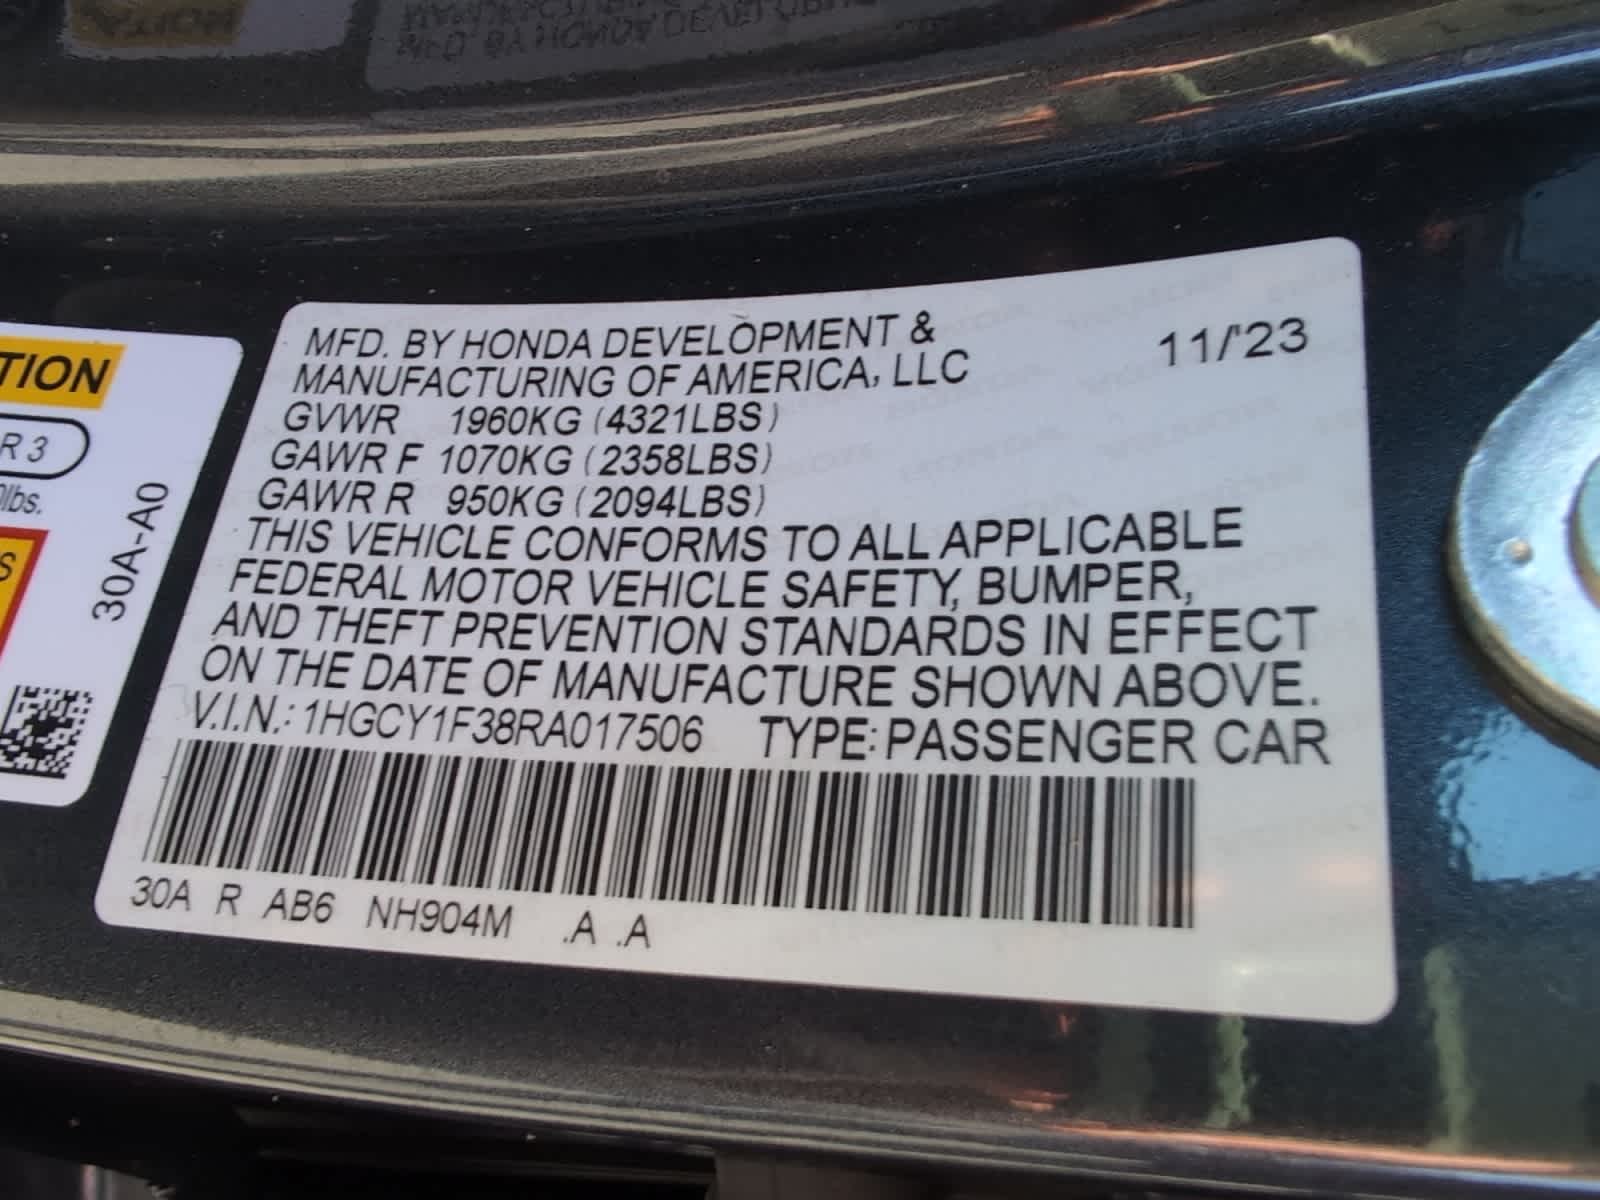 MFD. BY HONDA DEVELOPMENT &
MANUFACTURING OF AMERICA, LLC
11/'23
GVWR 1960KG (4321LBS)
GAWR F 1070KG (2358LBS)
GAWR R 950KG (2094LBS)
THIS VEHICLE CONFORMS TO ALL APPLICABLE
FEDERAL MOTOR VEHICLE SAFETY, BUMPER,
AND THEFT PREVENTION STANDARDS IN EFFECT
ON THE DATE OF MANUFACTURE SHOWN ABOVE.
V.I.N.: 1HGCY1F38RA017506 TYPE: PASSENGER CAR
30A R AB6 NH904M .A .A
TION
R 3
lbs.
S
30A-A0